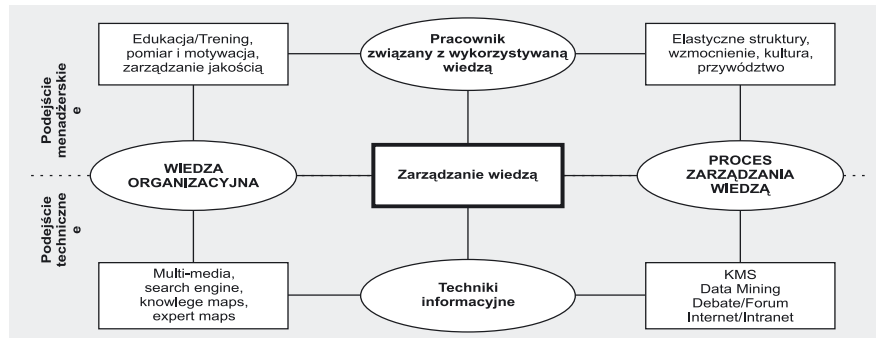 Edukacja/Trening,
pomiar i motywacja,
zarządzanie jakością
Pracownik
związany z wykorzystywaną
wiedzą
Elastyczne struktury,
wzmocnienie, kultura,
przywództwo
Podejście
menadżerskie
e
WIEDZA
ORGANIZACYJNA
Zarządzanie wiedzą
PROCES
ZARZĄDZANIA
WIEDZĄ
Podejście
techniczne
e
Multi-media,
search engine,
knowlege maps,
expert maps
Techniki
informacyjne
KMS
Data Mining
Debate/Forum
Internet/Intranet